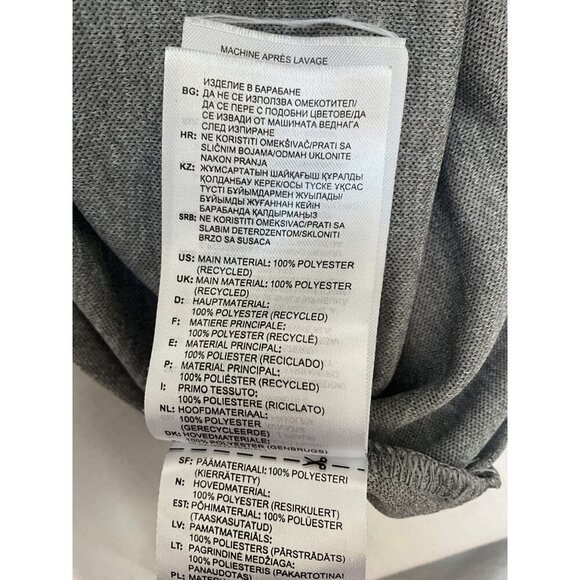 MACHINE APRÈS LAVAGE
ИЗДЕЛИЕ В БАРАБАНЕ
BG: ДА НЕ СЕ ИЗПОЛЗВА ОМЕКОТИТЕЛ/
ДА СЕ ПЕРЕ С ПОДОБНИ ЦВЕТОВЕ/ДА
СЕ ИЗВАДИ ОТ МАШИНАТА ВЕДНАГА
СЛЕД ИЗПИРАНЕ
HR: NE KORISTITI OMEKŠIVAČ/PRATI SA
SLIČNIM BOJAMA/ODMAH UKLONITE
NAKON PRANJA
KZ: ЖҰМСАРТАТЫН ШАЙҚАҒЫШ ҚҰРАЛДЫ
ҚОЛДАНБАУ КЕРЕК/ОСЫ ТҮСКЕ ҰҚСАС
ТҮСТІ БҰЙЫМДАРМЕН ЖУЫЛАДЫ/
БҰЙЫМДЫ ЖУҒАННАН КЕЙІН
БАРАБАНДА ҚАЛДЫРМАҢЫЗ
SRB: NE KORISTITI OMEKŠIVAČ/PRATI SA
SLABIM DETERDZENTOM/SKLONITI
BRZO SA SUSACA
US: MAIN MATERIAL: 100% POLYESTER
(RECYCLED)
UK: MAIN MATERIAL: 100% POLYESTER
(RECYCLED)
D: HAUPTMATERIAL:
100% POLYESTER (RECYCLED)
F: MATIERE PRINCIPALE:
100% POLYESTER (RECYCLÉ)
E: MATERIAL PRINCIPAL:
100% POLIESTER (RECICLADO)
P: MATERIAL PRINCIPAL:
100% POLIÉSTER (RECYCLED)
I: PRIMO TESSUTO:
100% POLIESTERE (RICICLATO)
NL: HOOFDMATERIAAL:
100% POLYESTER
(GERECYCLEERDE)
DK: HOVEDMATERIALE:
100% POLYESTER (GENBRUGS)
SF: PÄÄMATERIAALI: 100% POLYESTERI
(KIERRÄTETTY)
N: HOVEDMATERIAL:
100% POLYESTER (RESIRKULERT)
EST: PÕHIMATERJAL: 100% POLÜESTER
(TAASKASUTATUD)
LV: PAMATMATERIĀLS:
100% POLIESTERS (PĀRSTRĀDĀTS)
LT: PAGRINDINĖ MEDŽIAGA:
100% POLIESTERIS (PAKARTOTINAI
PANAUDOTAS)